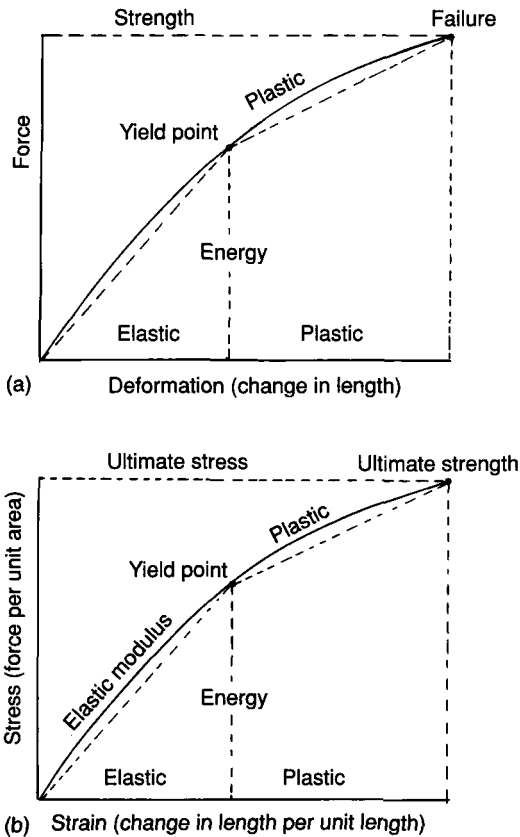 Strength
Failure
Plastic
Yield point
Force
Energy
Elastic
Plastic
(a)
Deformation (change in length)
Ultimate stress
Ultimate strength
Plastic
Yield point
Stress (force per unit area)
Elastic modulus
Energy
Elastic
Plastic
(b)
Strain (change in length per unit length)